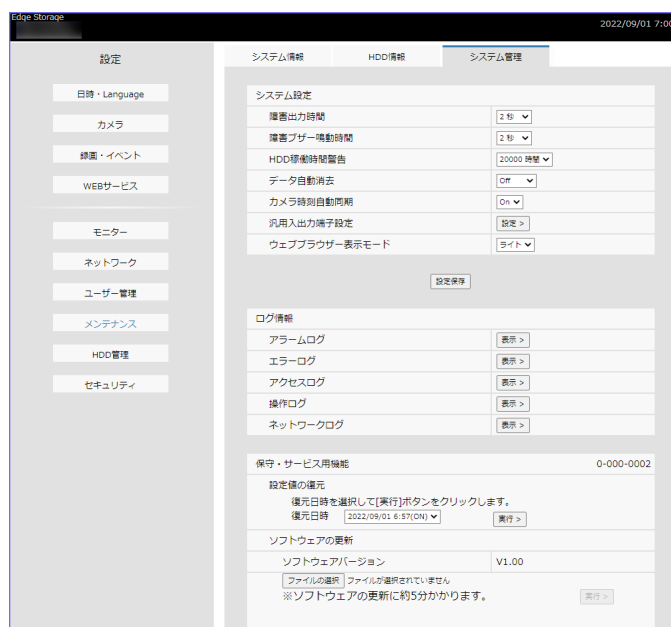 Edge Storage
2022/09/01 7:00
設定
日時・Language
カメラ
録画・イベント
WEBサービス
モニター
ネットワーク
ユーザー管理
メンテナンス
HDD管理
セキュリティ
システム情報 HDD情報 システム管理
システム設定
障害出力時間 2 秒
障害ブザー鳴動時間 2 秒
HDD稼働時間警告 20000 時間
データ自動消去 Off
カメラ時刻自動同期 On
汎用入出力端子設定 設定 >
ウェブブラウザー表示モード ライト
設定保存
ログ情報
アラームログ 表示 >
エラーログ 表示 >
アクセスログ 表示 >
操作ログ 表示 >
ネットワークログ 表示 >
保守・サービス用機能 0-000-0002
設定値の復元
復元日時を選択して[実行]ボタンをクリックします。
復元日時 2022/09/01 6:57(ON) 実行 >
ソフトウェアの更新
ソフトウェアバージョン V1.00
ファイルの選択 ファイルが選択されていません
※ソフトウェアの更新に約5分かかります。 実行 >